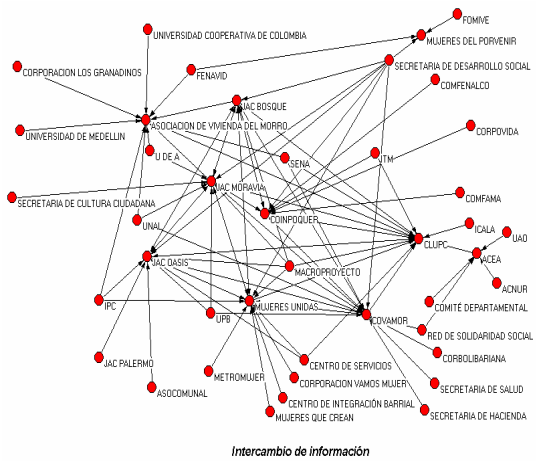 FOMIVE
UNIVERSIDAD COOPERATIVA DE COLOMBIA
MUJERES DEL PORVENIR
CORPORACION LOS GRANADINOS
FENAVID
SECRETARIA DE DESARROLLO SOCIAL
COMFENALCO
JAC BOSQUE
ASOCIACION DE VIVIENDA DEL MORRO
CORPOVIDA
UNIVERSIDAD DE MEDELLIN
U DE A
SENA
ITM
JAC MORAVIA
SECRETARIA DE CULTURA CIUDADANA
COMFAMA
UNAL
COINPOQUER
ICALA
UAO
CLUPC
JAC OASIS
MACROPROYECTO
ACEA
ACNUR
IPC
MUJERES UNIDAS
COMITÉ DEPARTAMENTAL
UPB
COVAMOR
RED DE SOLIDARIDAD SOCIAL
CORBOLIBARIANA
JAC PALERMO
CENTRO DE SERVICIOS
METROMUJER
CORPORACION VAMOS MUJER
SECRETARIA DE SALUD
ASOCOMUNAL
CENTRO DE INTEGRACIÓN BARRIAL
MUJERES QUE CREAN
SECRETARIA DE HACIENDA
Intercambio de información